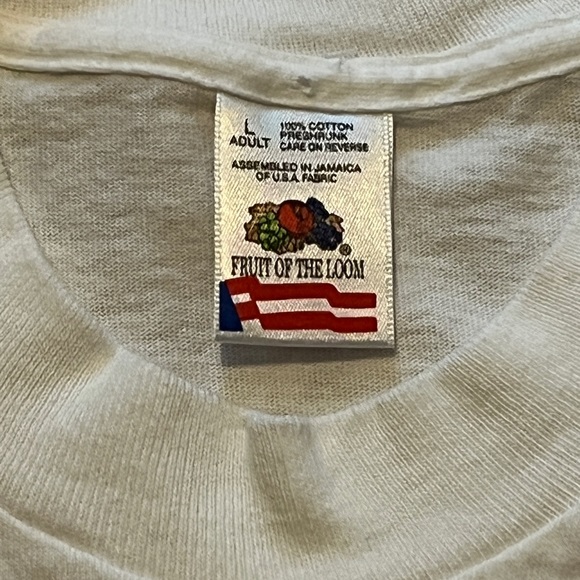 L
ADULT
100% COTTON
PRESHRUNK
CARE ON REVERSE
ASSEMBLED IN JAMAICA
OF U.S.A. FABRIC
®
FRUIT OF THE LOOM